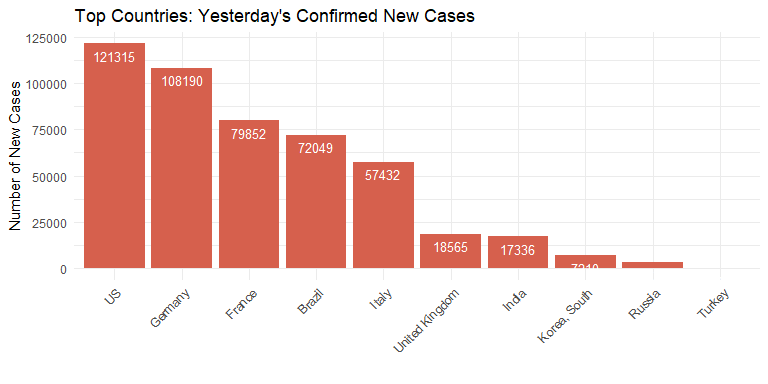 Top Countries: Yesterday's Confirmed New Cases
Number of New Cases
125000
100000
75000
50000
25000
0
121315
108190
79852
72049
57432
18565
17336
US
Germany
France
Brazil
Italy
United Kingdom
India
Korea, South
Russia
Turkey